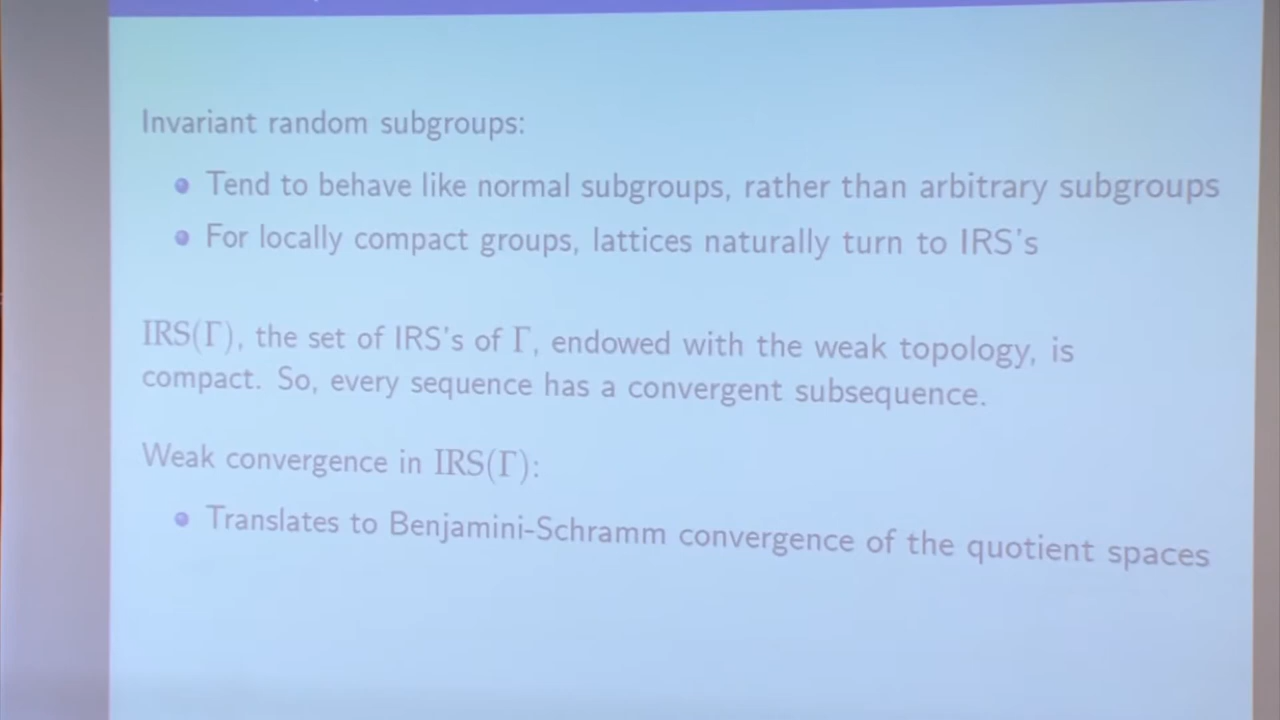 Invariant random subgroups:
Tend to behave like normal subgroups, rather than arbitrary subgroups
For locally compact groups, lattices naturally turn to IRS's
IRS(Γ), the set of IRS's of Γ, endowed with the weak topology, is
compact. So, every sequence has a convergent subsequence.
Weak convergence in IRS(Γ):
Translates to Benjamini-Schramm convergence of the quotient spaces